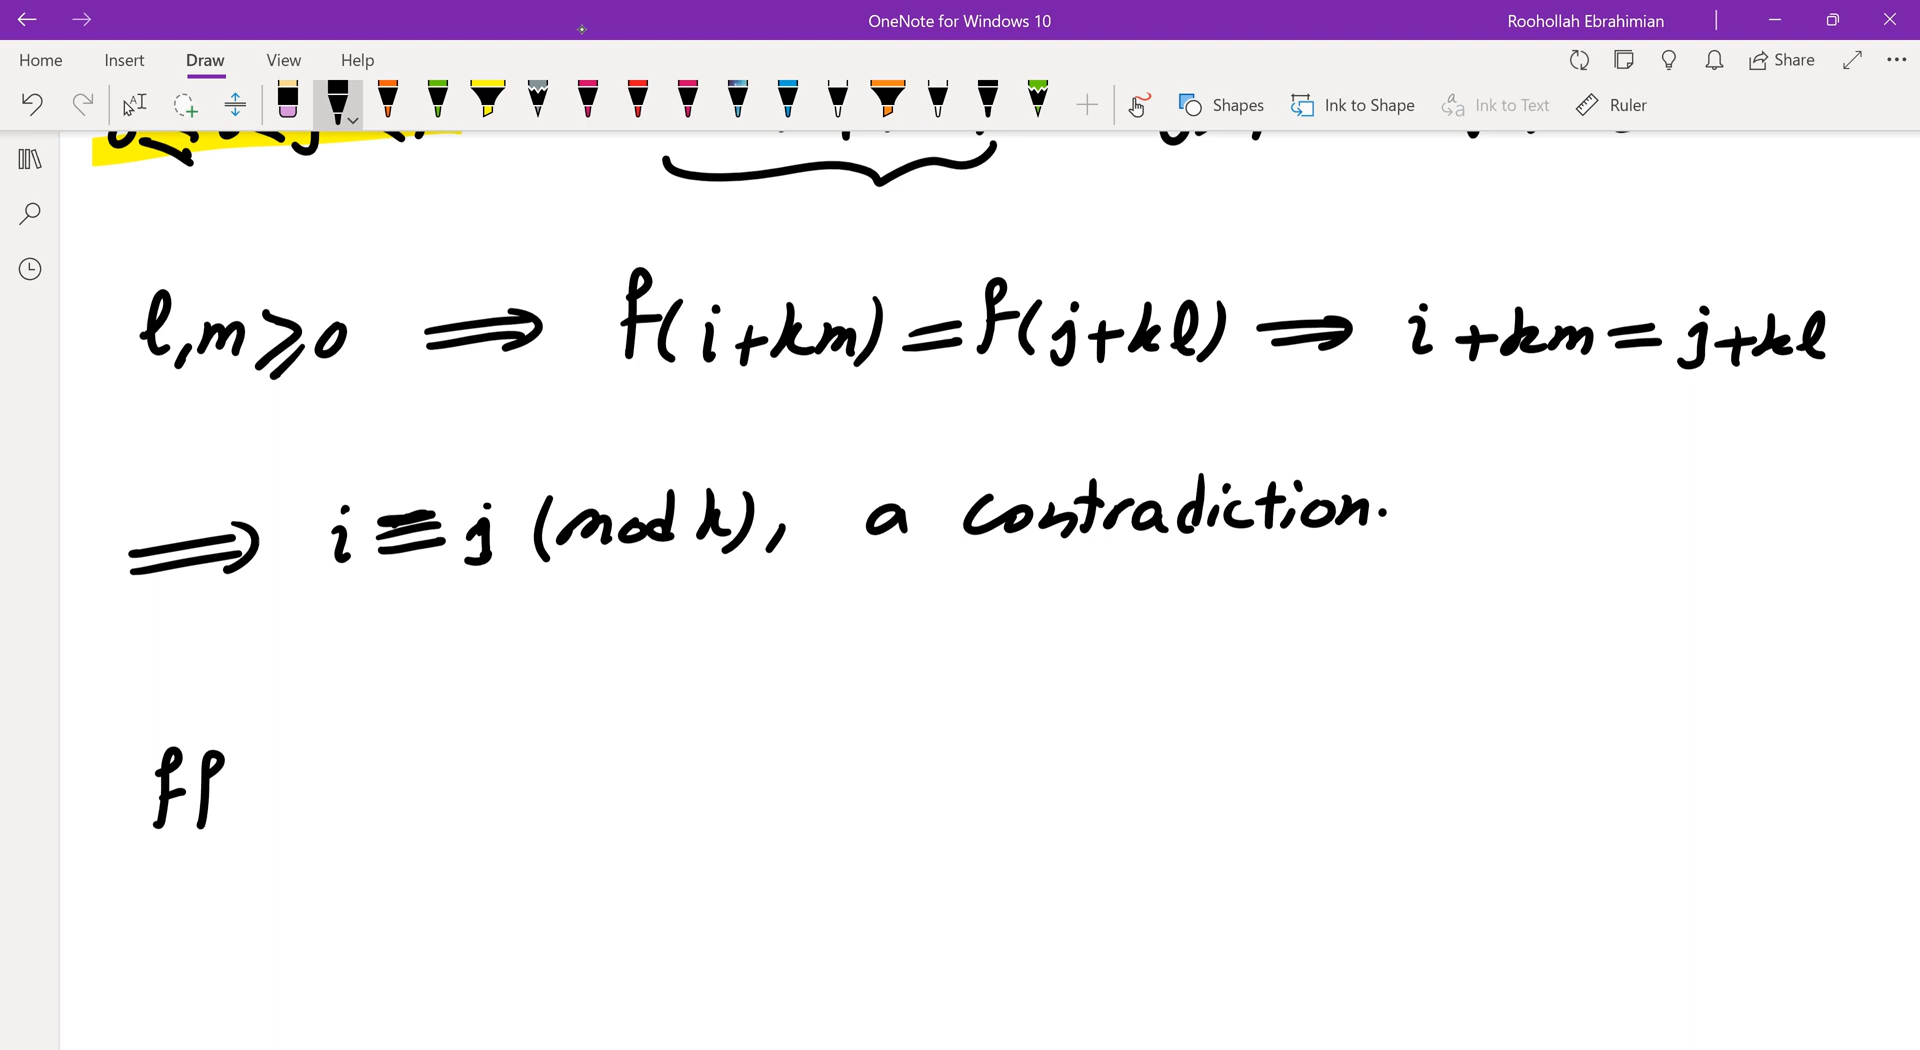 OneNote for Windows 10
Roohollah Ebrahimian
Home Insert Draw View Help
Share
Shapes Ink to Shape Ink to Text Ruler
l,m ⩾ 0 ⟹ f(i+km) = f(j+kl) ⟹ i+km = j+kl
⟹ i ≡ j (mod k), a contradiction.